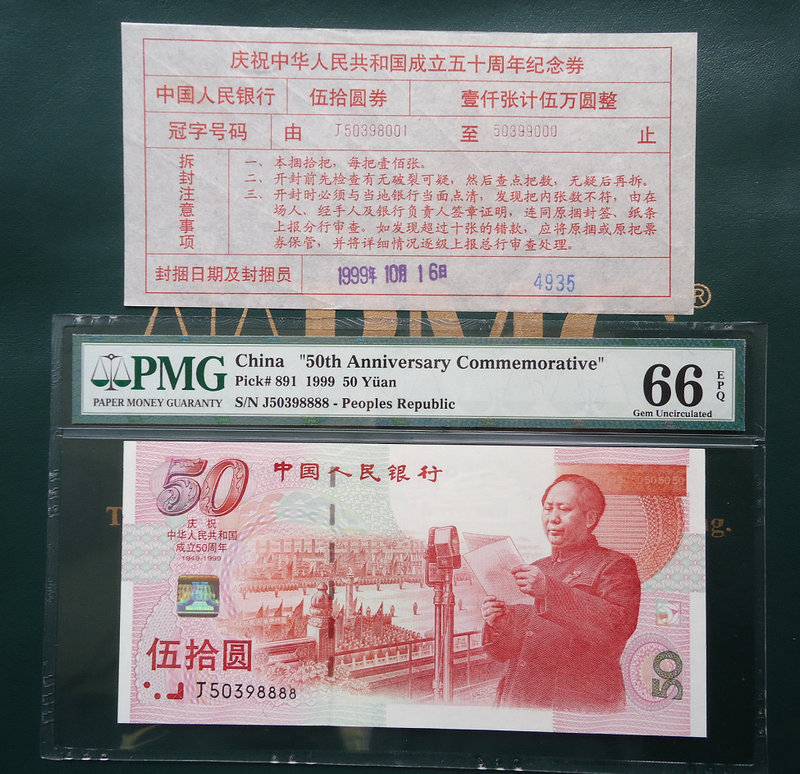 庆祝中华人民共和国成立五十周年纪念券
中国人民银行 伍拾圆券 壹仟张计伍万圆整
冠字号码 由 J50398001 至 50399000 止
拆封注意事项
一、本捆拾把，每把壹佰张。
二、开封前先检查有无破裂可疑，然后查点把数，无疑后再拆。
三、开封时必须与当地银行当面点清，发现把内张数不符，由在
场人、经手人及银行负责人签章证明，连同原捆封签、纸条
上报分行审查。如发现超过十张的错款，应将原捆或原把票
券保管，并将详细情况逐级上报总行审查处理。
封捆日期及封捆员 1999年10月16日 4935
PMG
PAPER MONEY GUARANTY
China "50th Anniversary Commemorative"
Pick# 891 1999 50 Yüan
S/N J50398888 - Peoples Republic
66 EPQ
Gem Uncirculated
50 中国人民银行
庆祝
中华人民共和国
成立50周年
1949-1999
伍拾圆
J50398888
50